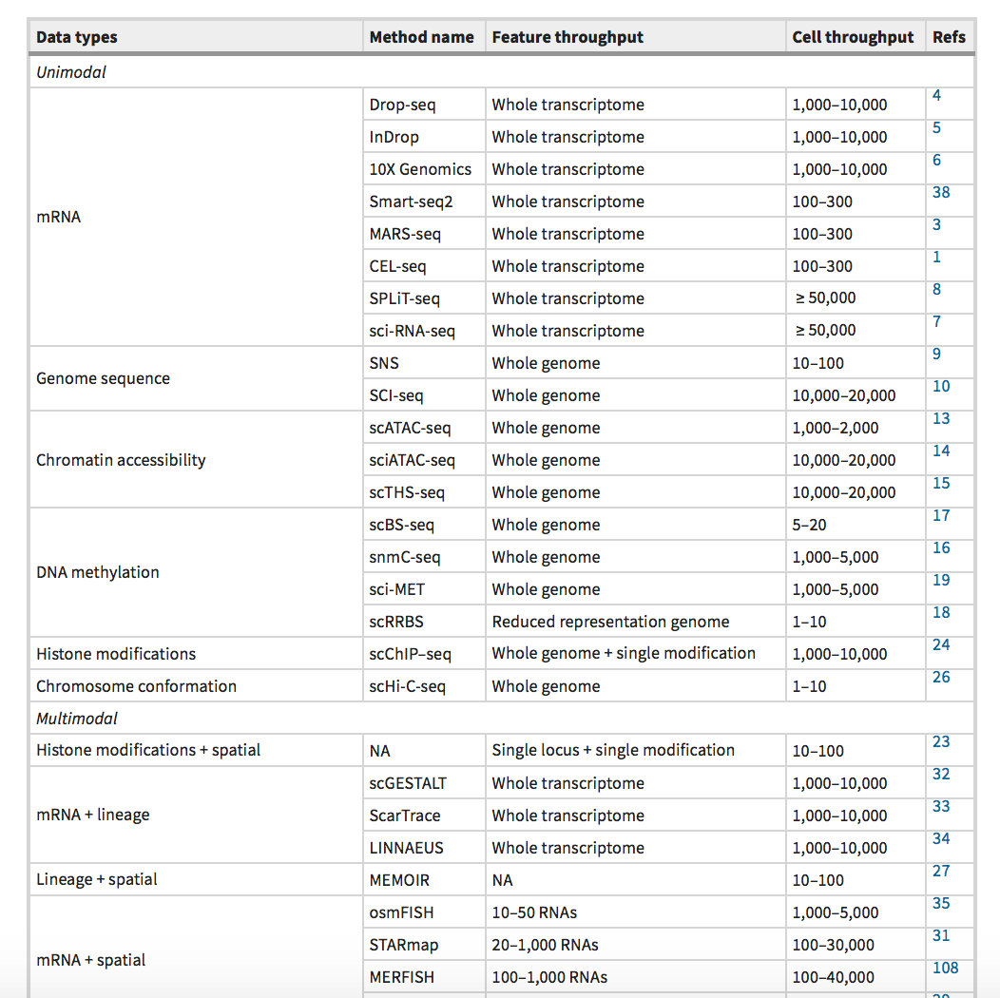 Data types Method name Feature throughput Cell throughput Refs
Unimodal
mRNA Drop-seq Whole transcriptome 1,000–10,000 4
InDrop Whole transcriptome 1,000–10,000 5
10X Genomics Whole transcriptome 1,000–10,000 6
Smart-seq2 Whole transcriptome 100–300 38
MARS-seq Whole transcriptome 100–300 3
CEL-seq Whole transcriptome 100–300 1
SPLiT-seq Whole transcriptome ≥ 50,000 8
sci-RNA-seq Whole transcriptome ≥ 50,000 7
Genome sequence SNS Whole genome 10–100 9
SCI-seq Whole genome 10,000–20,000 10
Chromatin accessibility scATAC-seq Whole genome 1,000–2,000 13
sciATAC-seq Whole genome 10,000–20,000 14
scTHS-seq Whole genome 10,000–20,000 15
DNA methylation scBS-seq Whole genome 5–20 17
snmC-seq Whole genome 1,000–5,000 16
sci-MET Whole genome 1,000–5,000 19
scRRBS Reduced representation genome 1–10 18
Histone modifications scChIP–seq Whole genome + single modification 1,000–10,000 24
Chromosome conformation scHi-C-seq Whole genome 1–10 26
Multimodal
Histone modifications + spatial NA Single locus + single modification 10–100 23
mRNA + lineage scGESTALT Whole transcriptome 1,000–10,000 32
ScarTrace Whole transcriptome 1,000–10,000 33
LINNAEUS Whole transcriptome 1,000–10,000 34
Lineage + spatial MEMOIR NA 10–100 27
mRNA + spatial osmFISH 10–50 RNAs 1,000–5,000 35
STARmap 20–1,000 RNAs 100–30,000 31
MERFISH 100–1,000 RNAs 100–40,000 108